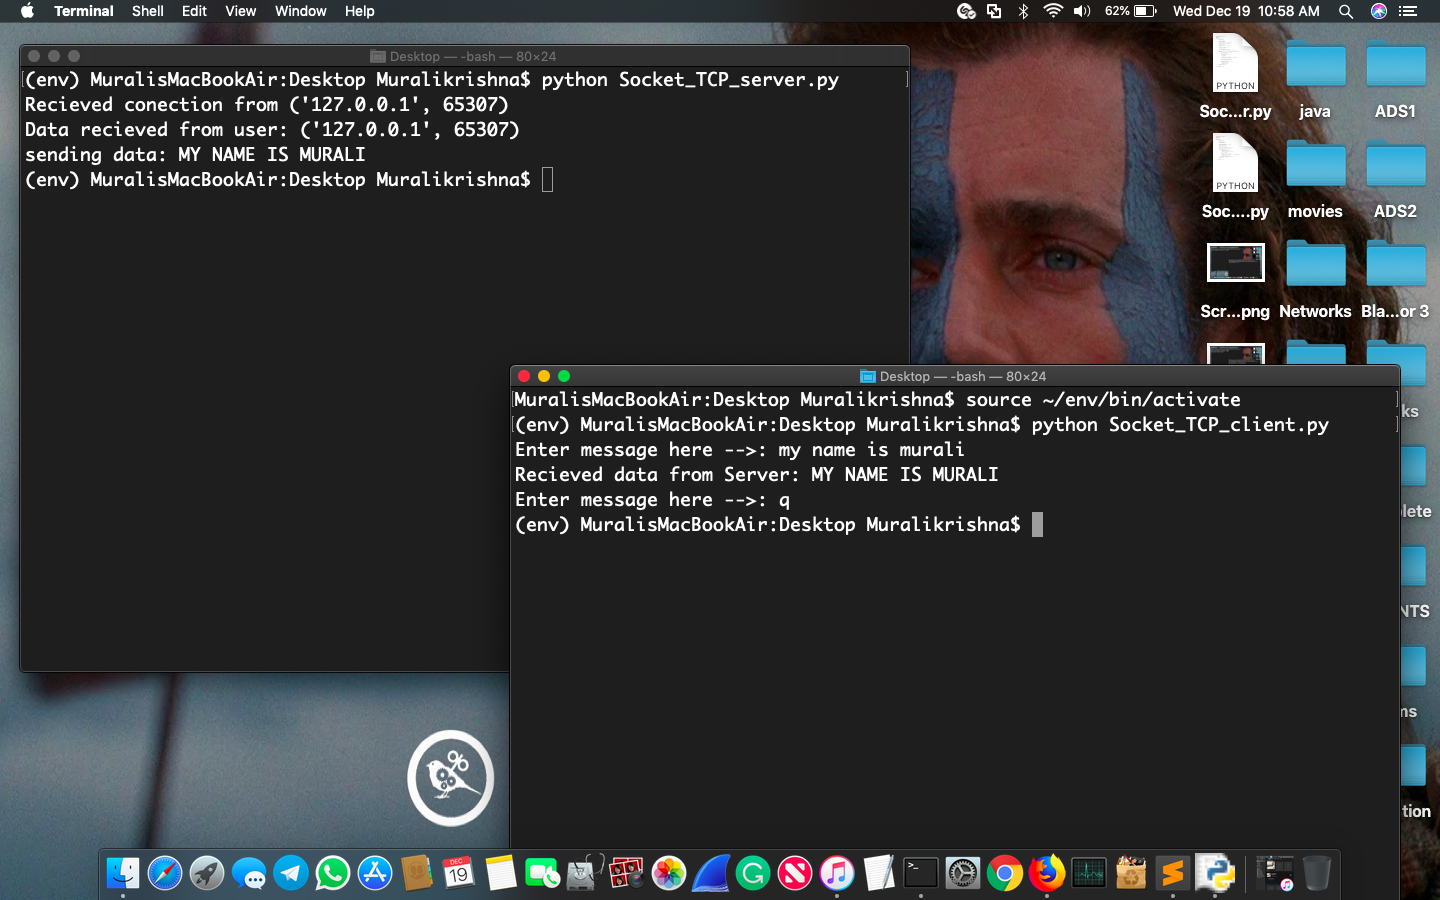 Terminal Shell Edit View Window Help 62% Wed Dec 19 10:58 AM
Desktop — -bash — 80×24
(env) MuralisMacBookAir:Desktop Muralikrishna$ python Socket_TCP_server.py
Recieved conection from ('127.0.0.1', 65307)
Data recieved from user: ('127.0.0.1', 65307)
sending data: MY NAME IS MURALI
(env) MuralisMacBookAir:Desktop Muralikrishna$
Desktop — -bash — 80×24
MuralisMacBookAir:Desktop Muralikrishna$ source ~/env/bin/activate
(env) MuralisMacBookAir:Desktop Muralikrishna$ python Socket_TCP_client.py
Enter message here -->: my name is murali
Recieved data from Server: MY NAME IS MURALI
Enter message here -->: q
(env) MuralisMacBookAir:Desktop Muralikrishna$
PYTHON
Soc...r.py java ADS1
PYTHON
Soc....py movies ADS2
Scr...png Networks Bla...or 3
ks
lete
NTS
ms
tion
DEC
19